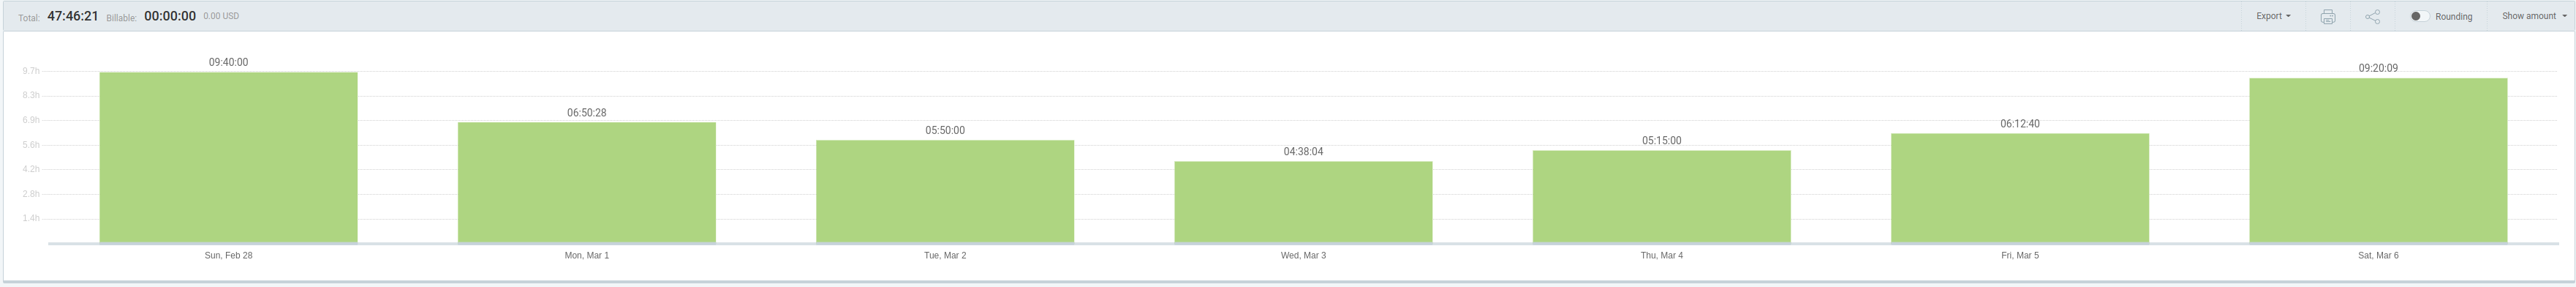 Total: 47:46:21 Billable: 00:00:00 0.00 USD Export Rounding Show amount
09:40:00
06:50:28
05:50:00
04:38:04
05:15:00
06:12:40
09:20:09
9.7h
8.3h
6.9h
5.6h
4.2h
2.8h
1.4h
Sun, Feb 28 Mon, Mar 1 Tue, Mar 2 Wed, Mar 3 Thu, Mar 4 Fri, Mar 5 Sat, Mar 6